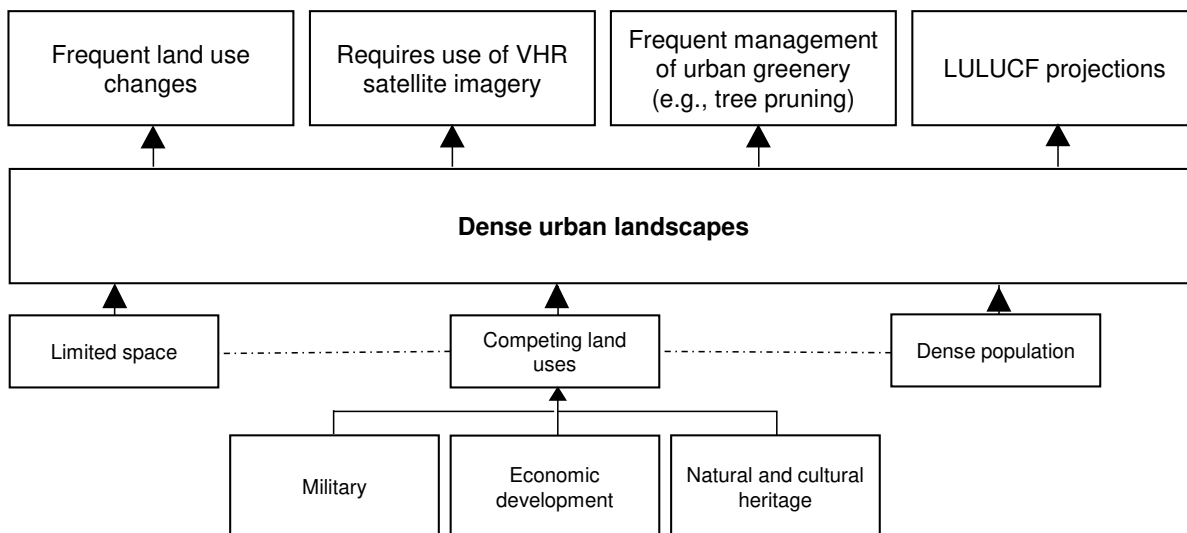 Frequent land use
changes
Requires use of VHR
satellite imagery
Frequent management
of urban greenery
(e.g., tree pruning)
LULUCF projections
Dense urban landscapes
Limited space
Competing land
uses
Dense population
Military
Economic
development
Natural and cultural
heritage